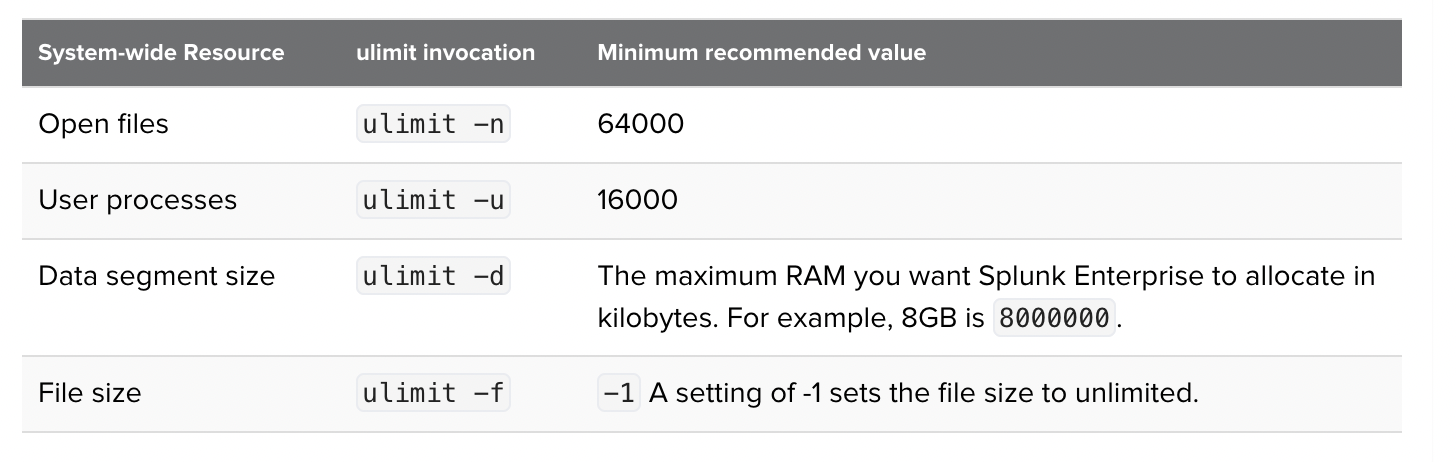 System-wide Resource ulimit invocation Minimum recommended value
Open files ulimit -n 64000
User processes ulimit -u 16000
Data segment size ulimit -d The maximum RAM you want Splunk Enterprise to allocate in
kilobytes. For example, 8GB is 8000000.
File size ulimit -f -1 A setting of -1 sets the file size to unlimited.